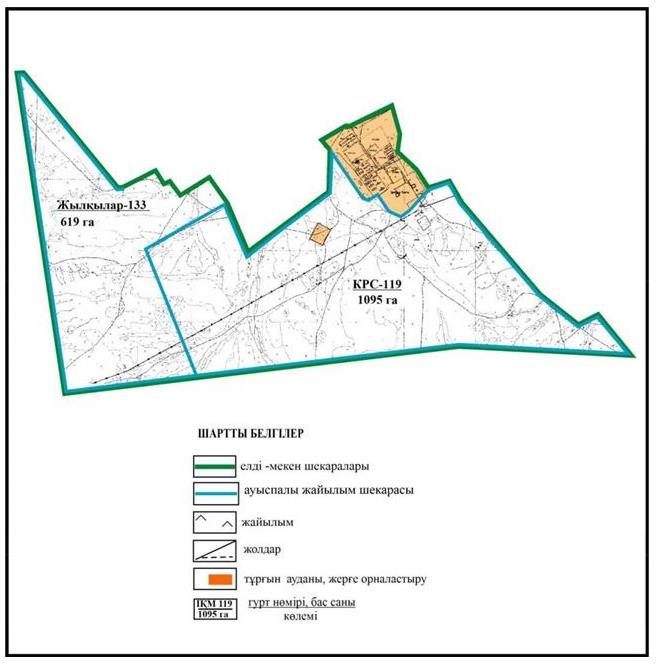 Жылқылар-133
619 га
КРС-119
1095 га
ШАРТТЫ БЕЛГІЛЕР
елді -мекен шекаралары
ауыспалы жайылым шекарасы
жайылым
жолдар
тұрғын ауданы, жерге орналастыру
ІҚМ 119
1095 га
гурт нөмірі, бас саны
көлемі